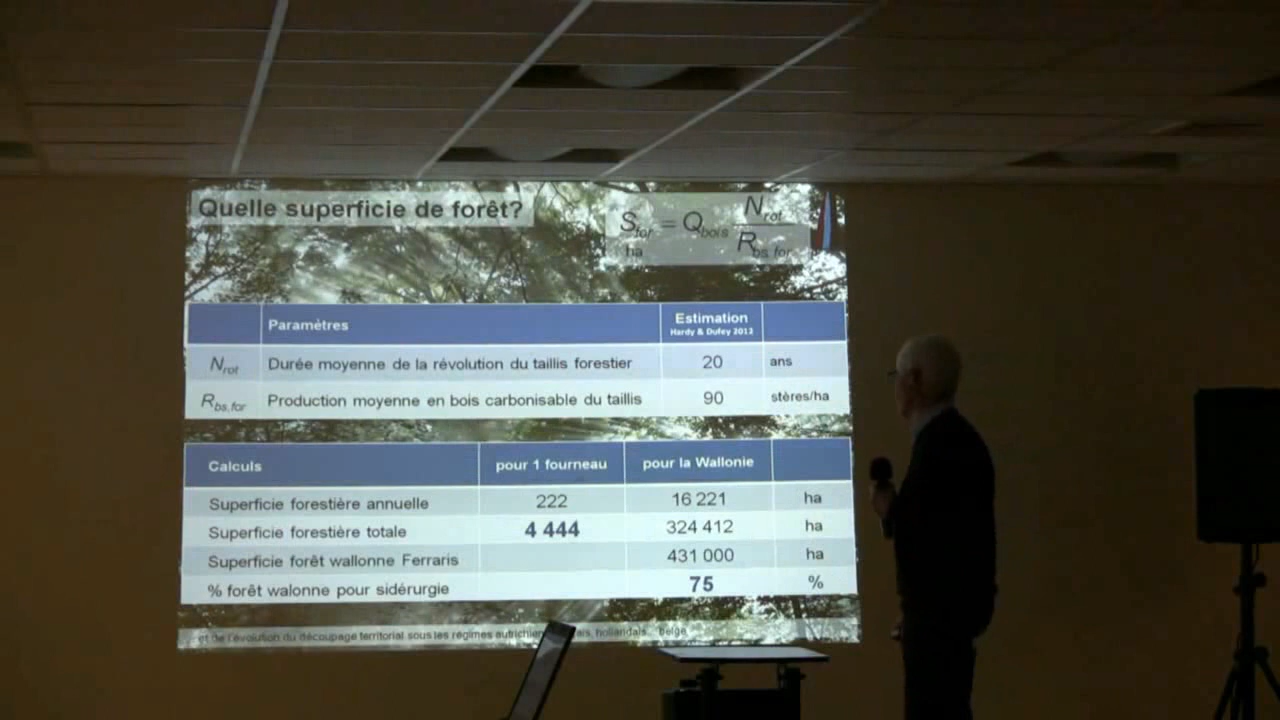 Quelle superficie de forêt?
S_for = Q_bois N_rot / R_bs.for
ha
Paramètres Estimation
Hardy & Dufey 2012
N_rot Durée moyenne de la révolution du taillis forestier 20 ans
R_bs.for Production moyenne en bois carbonisable du taillis 90 stères/ha
Calculs pour 1 fourneau pour la Wallonie
Superficie forestière annuelle 222 16 221 ha
Superficie forestière totale 4 444 324 412 ha
Superficie forêt wallonne Ferraris 431 000 ha
% forêt walonne pour sidérurgie 75 %
et de l'évolution du découpage territorial sous les régimes autrichien hollandais belge